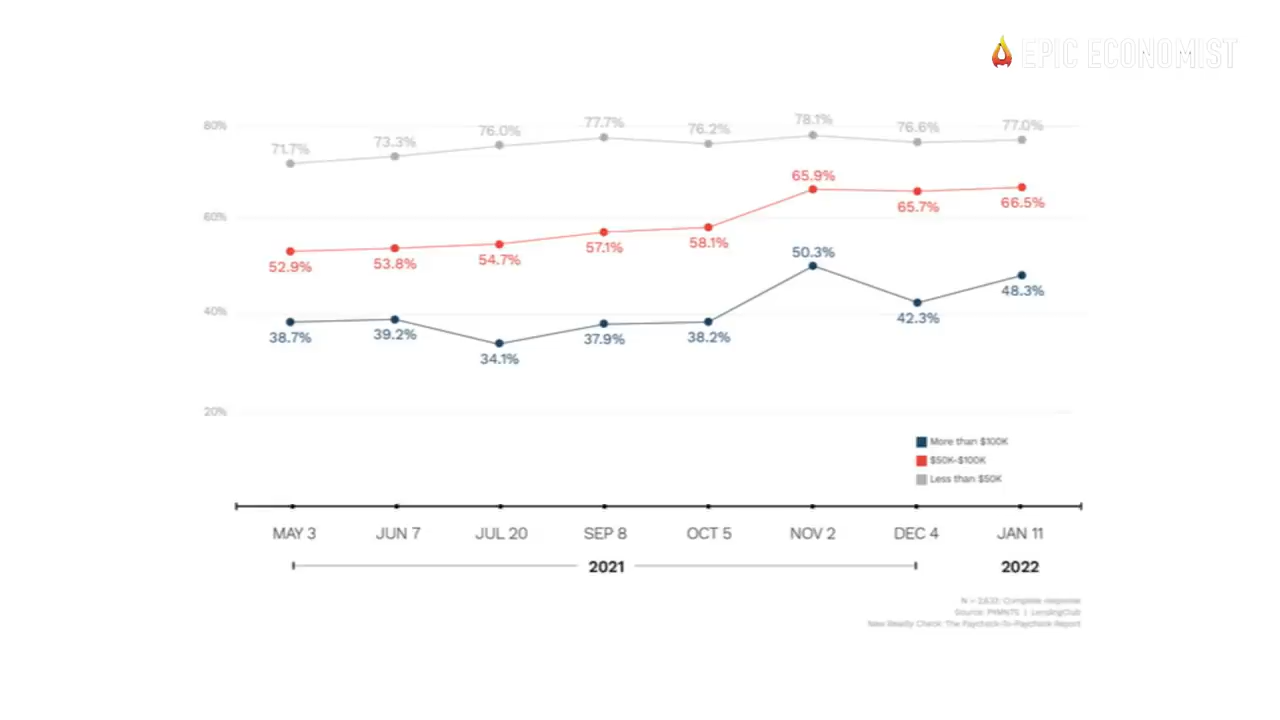 EPIC ECONOMIST
80%
71.7% 73.3% 76.0% 77.7% 76.2% 78.1% 76.6% 77.0%
60%
52.9% 53.8% 54.7% 57.1% 58.1% 65.9% 65.7% 66.5%
40%
38.7% 39.2% 34.1% 37.9% 38.2% 50.3% 42.3% 48.3%
20%
More than $100K
$50K-$100K
Less than $50K
MAY 3 JUN 7 JUL 20 SEP 8 OCT 5 NOV 2 DEC 4 JAN 11
2021 2022
N = Complete response
Source: PYMNTS | LendingClub
New Reality Check: The Paycheck-To-Paycheck Report